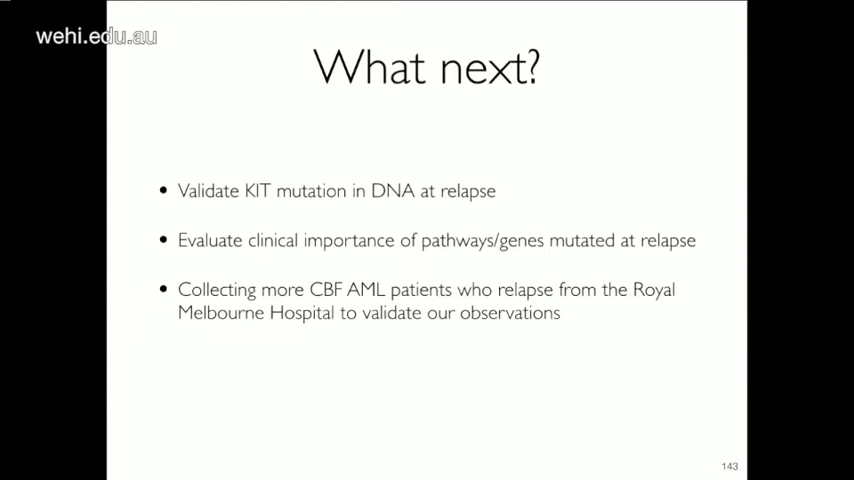 wehi.edu.au
What next?
• Validate KIT mutation in DNA at relapse
• Evaluate clinical importance of pathways/genes mutated at relapse
• Collecting more CBF AML patients who relapse from the Royal
Melbourne Hospital to validate our observations
143